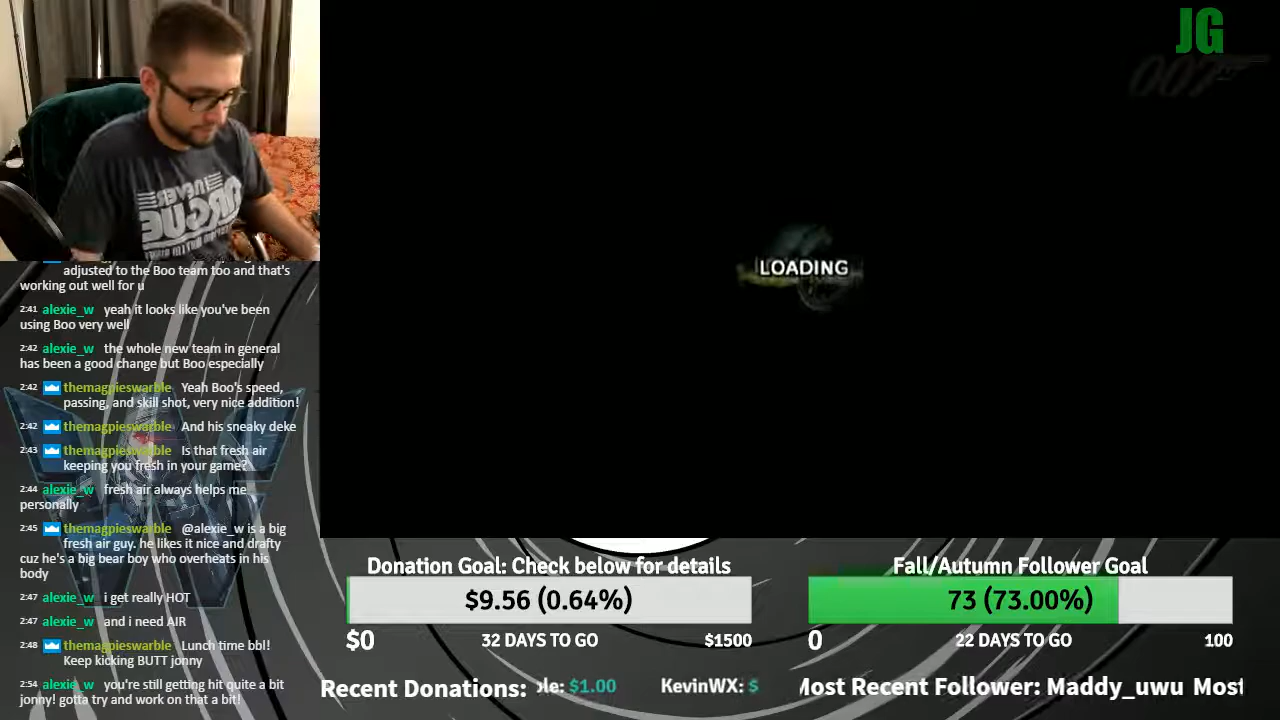 JG
007
LOADING
I NEVER
ARGUE
adjusted to the Boo team too and that's
working out well for u
2:41 alexie_w yeah it looks like you've been
using Boo very well
2:42 alexie_w the whole new team in general
has been a good change but Boo especially
2:42 themagpieswarble Yeah Boo's speed,
passing, and skill shot, very nice addition!
2:42 themagpieswarble And his sneaky deke
2:43 themagpieswarble Is that fresh air
keeping you fresh in your game?
2:44 alexie_w fresh air always helps me
personally
2:45 themagpieswarble @alexie_w is a big
fresh air guy. he likes it nice and drafty
cuz he's a big bear boy who overheats in his
body
2:47 alexie_w i get really HOT
2:47 alexie_w and i need AIR
2:48 themagpieswarble Lunch time bbl!
Keep kicking BUTT jonny
2:54 alexie_w you're still getting hit quite a bit
jonny! gotta try and work on that a bit!
Donation Goal: Check below for details
$9.56 (0.64%)
$0 32 DAYS TO GO $1500
Fall/Autumn Follower Goal
73 (73.00%)
0 22 DAYS TO GO 100
Recent Donations: $1.00 KevinWX: $
Most Recent Follower: Maddy_uwu Most